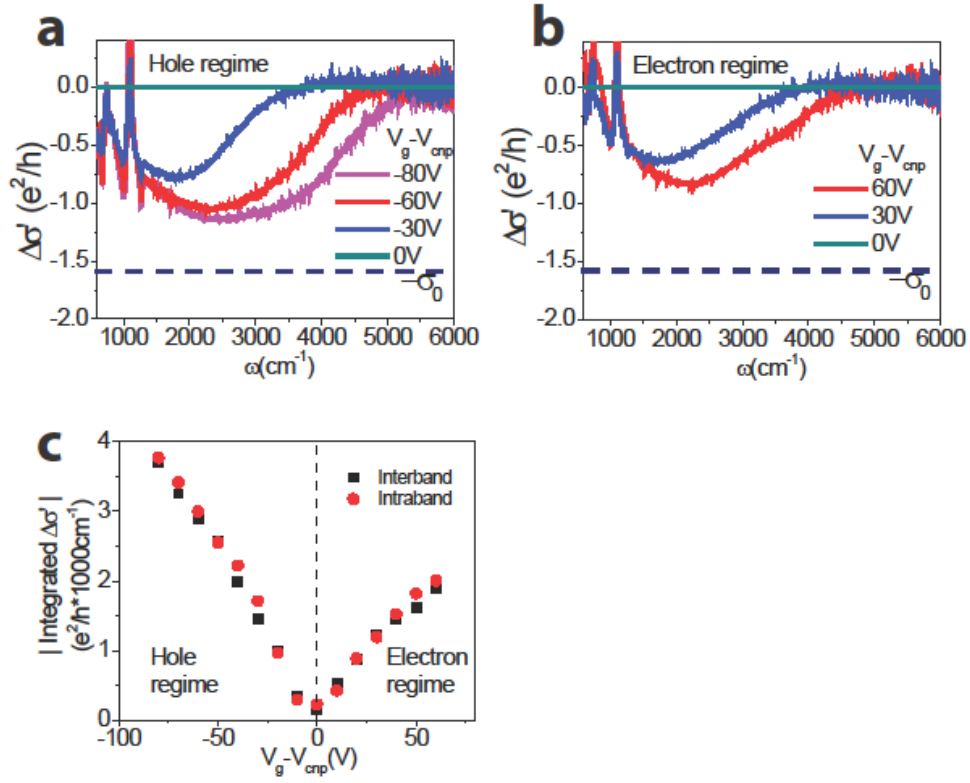 a
Hole regime
0.0
-0.5
-1.0
-1.5
-2.0
Δσ' (e²/h)
V_g-V_cnp
-80V
-60V
-30V
0V
−σ₀
1000 2000 3000 4000 5000 6000
ω(cm⁻¹)
b
Electron regime
0.0
-0.5
-1.0
-1.5
-2.0
Δσ' (e²/h)
V_g-V_cnp
60V
30V
0V
−σ₀
1000 2000 3000 4000 5000 6000
ω(cm⁻¹)
c
4
3
2
1
0
| Integrated Δσ' |
(e²/h*1000cm⁻¹)
Interband
Intraband
Hole
regime
Electron
regime
-100 -50 0 50
V_g-V_cnp(V)